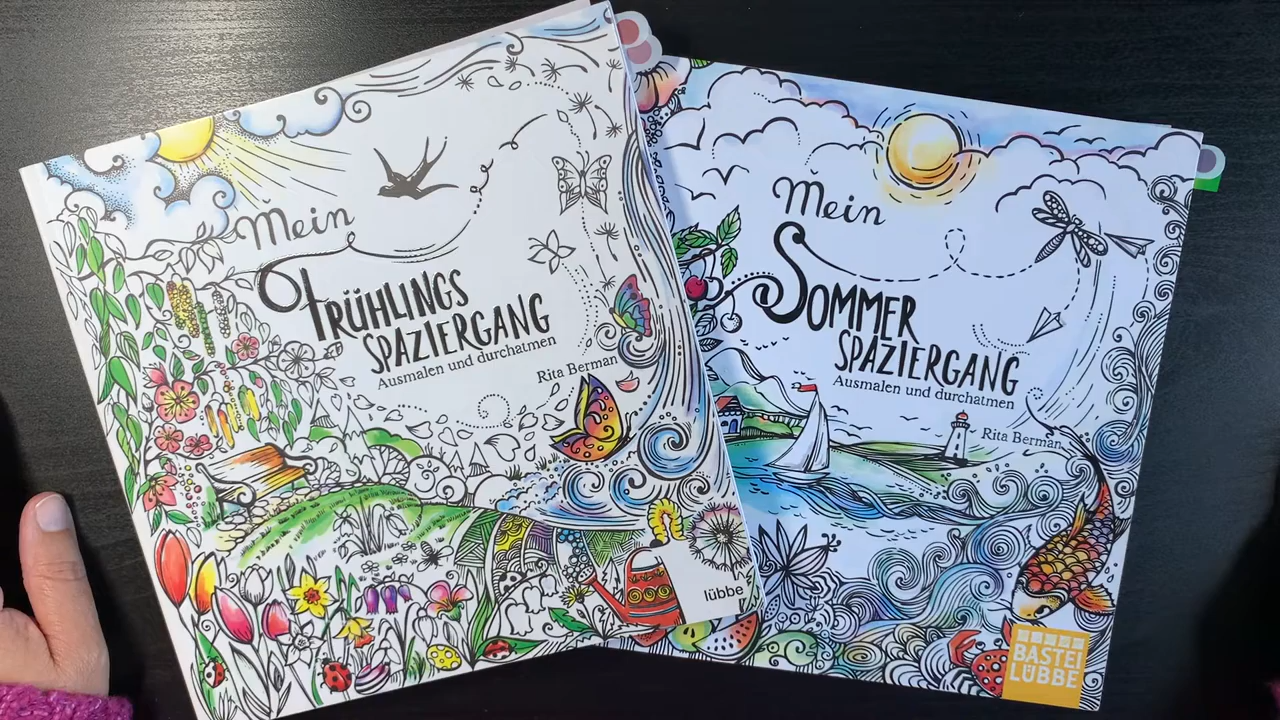 Mein
FRÜHLINGS
SPAZIERGANG
Ausmalen und durchatmen
Rita Berman
lübbe
Mein
SOMMER
SPAZIERGANG
Ausmalen und durchatmen
Rita Berman
BASTEI
LÜBBE